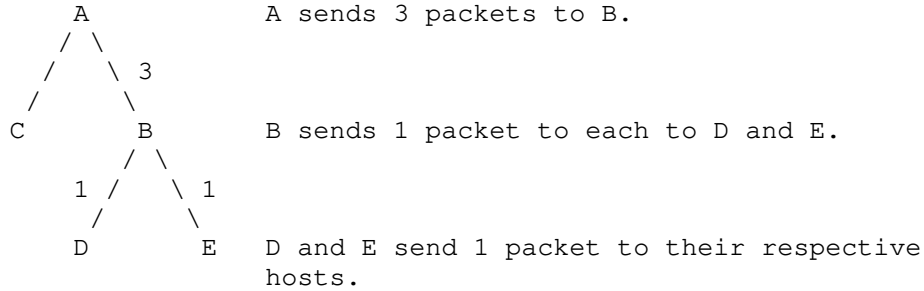 A A sends 3 packets to B.
3
C B B sends 1 packet to each to D and E.
1 1
D E D and E send 1 packet to their respective
hosts.